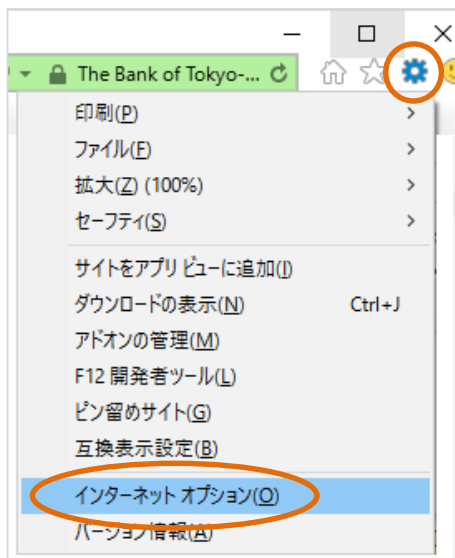 The Bank of Tokyo-...
印刷(P)
ファイル(F)
拡大(Z) (100%)
セーフティ(S)
サイトをアプリ ビューに追加(I)
ダウンロードの表示(N) Ctrl+J
アドオンの管理(M)
F12 開発者ツール(L)
ピン留めサイト(G)
互換表示設定(B)
インターネット オプション(O)
バージョン情報(A)